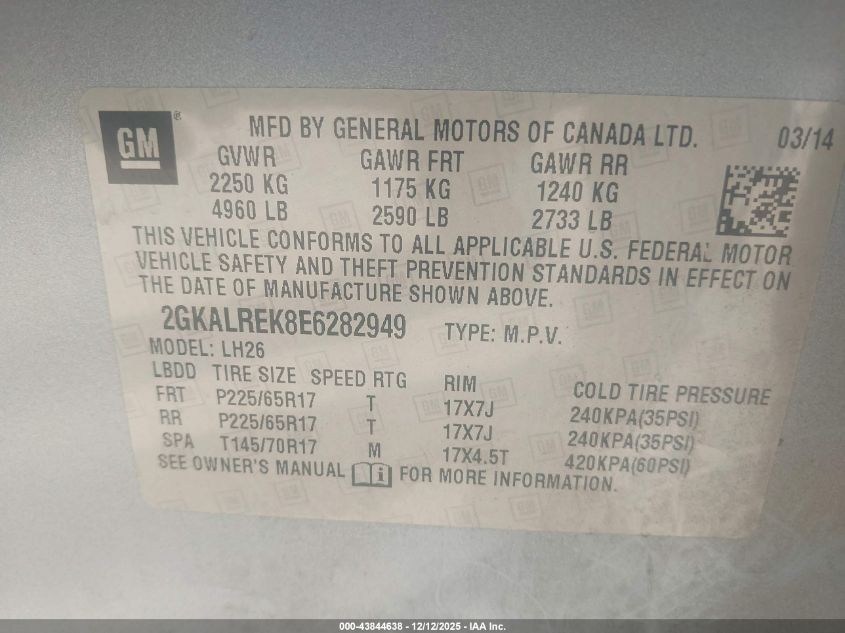 GM ®
MFD BY GENERAL MOTORS OF CANADA LTD. 03/14
GVWR GAWR FRT GAWR RR
2250 KG 1175 KG 1240 KG
4960 LB 2590 LB 2733 LB
THIS VEHICLE CONFORMS TO ALL APPLICABLE U.S. FEDERAL MOTOR
VEHICLE SAFETY AND THEFT PREVENTION STANDARDS IN EFFECT ON
THE DATE OF MANUFACTURE SHOWN ABOVE.
2GKALREK8E6282949 TYPE: M.P.V.
MODEL: LH26
LBDD TIRE SIZE SPEED RTG RIM COLD TIRE PRESSURE
FRT P225/65R17 T 17X7J 240KPA(35PSI)
RR P225/65R17 T 17X7J 240KPA(35PSI)
SPA T145/70R17 M 17X4.5T 420KPA(60PSI)
SEE OWNER'S MANUAL i FOR MORE INFORMATION.
000-43844638 - 12/12/2025 - IAA Inc.